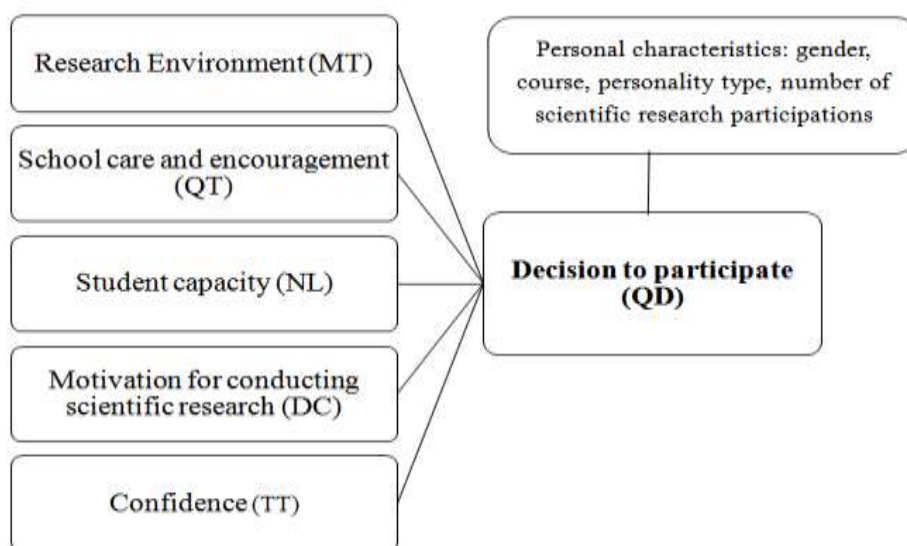 Research Environment (MT)
School care and encouragement
(QT)
Student capacity (NL)
Motivation for conducting
scientific research (DC)
Confidence (TT)
Personal characteristics: gender,
course, personality type, number of
scientific research participations
Decision to participate
(QD)